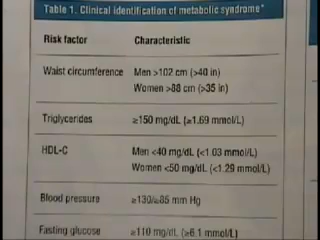 Table 1. Clinical identification of metabolic syndrome*
Risk factor Characteristic
Waist circumference Men >102 cm (>40 in)
Women >88 cm (>35 in)
Triglycerides ≥150 mg/dL (≥1.69 mmol/L)
HDL-C Men <40 mg/dL (<1.03 mmol/L)
Women <50 mg/dL (<1.29 mmol/L)
Blood pressure ≥130/≥85 mm Hg
Fasting glucose ≥110 mg/dL (≥6.1 mmol/L)